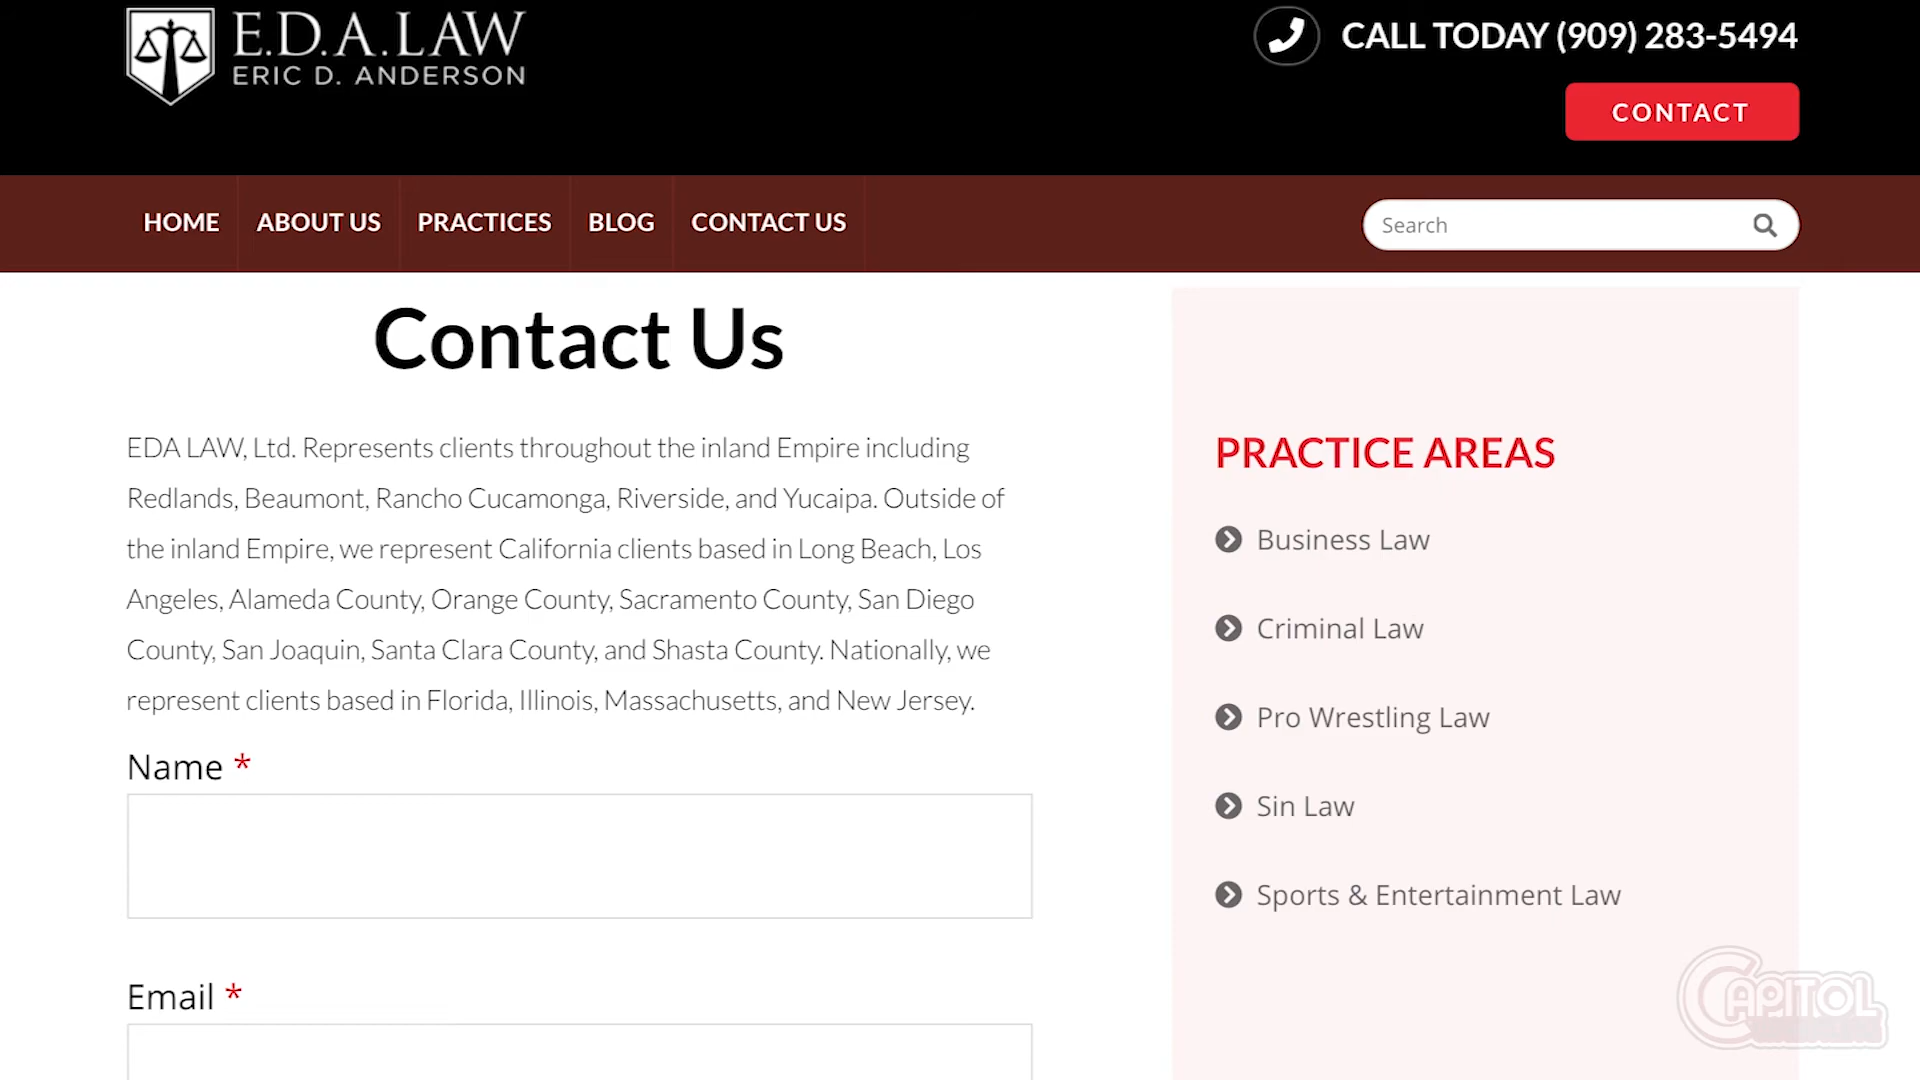 E.D.A. LAW
ERIC D. ANDERSON
CALL TODAY (909) 283-5494
CONTACT
HOME
ABOUT US
PRACTICES
BLOG
CONTACT US
Search
Contact Us
EDA LAW, Ltd. Represents clients throughout the inland Empire including
Redlands, Beaumont, Rancho Cucamonga, Riverside, and Yucaipa. Outside of
the inland Empire, we represent California clients based in Long Beach, Los
Angeles, Alameda County, Orange County, Sacramento County, San Diego
County, San Joaquin, Santa Clara County, and Shasta County. Nationally, we
represent clients based in Florida, Illinois, Massachusetts, and New Jersey.
Name *
Email *
PRACTICE AREAS
Business Law
Criminal Law
Pro Wrestling Law
Sin Law
Sports & Entertainment Law
CAPITOL